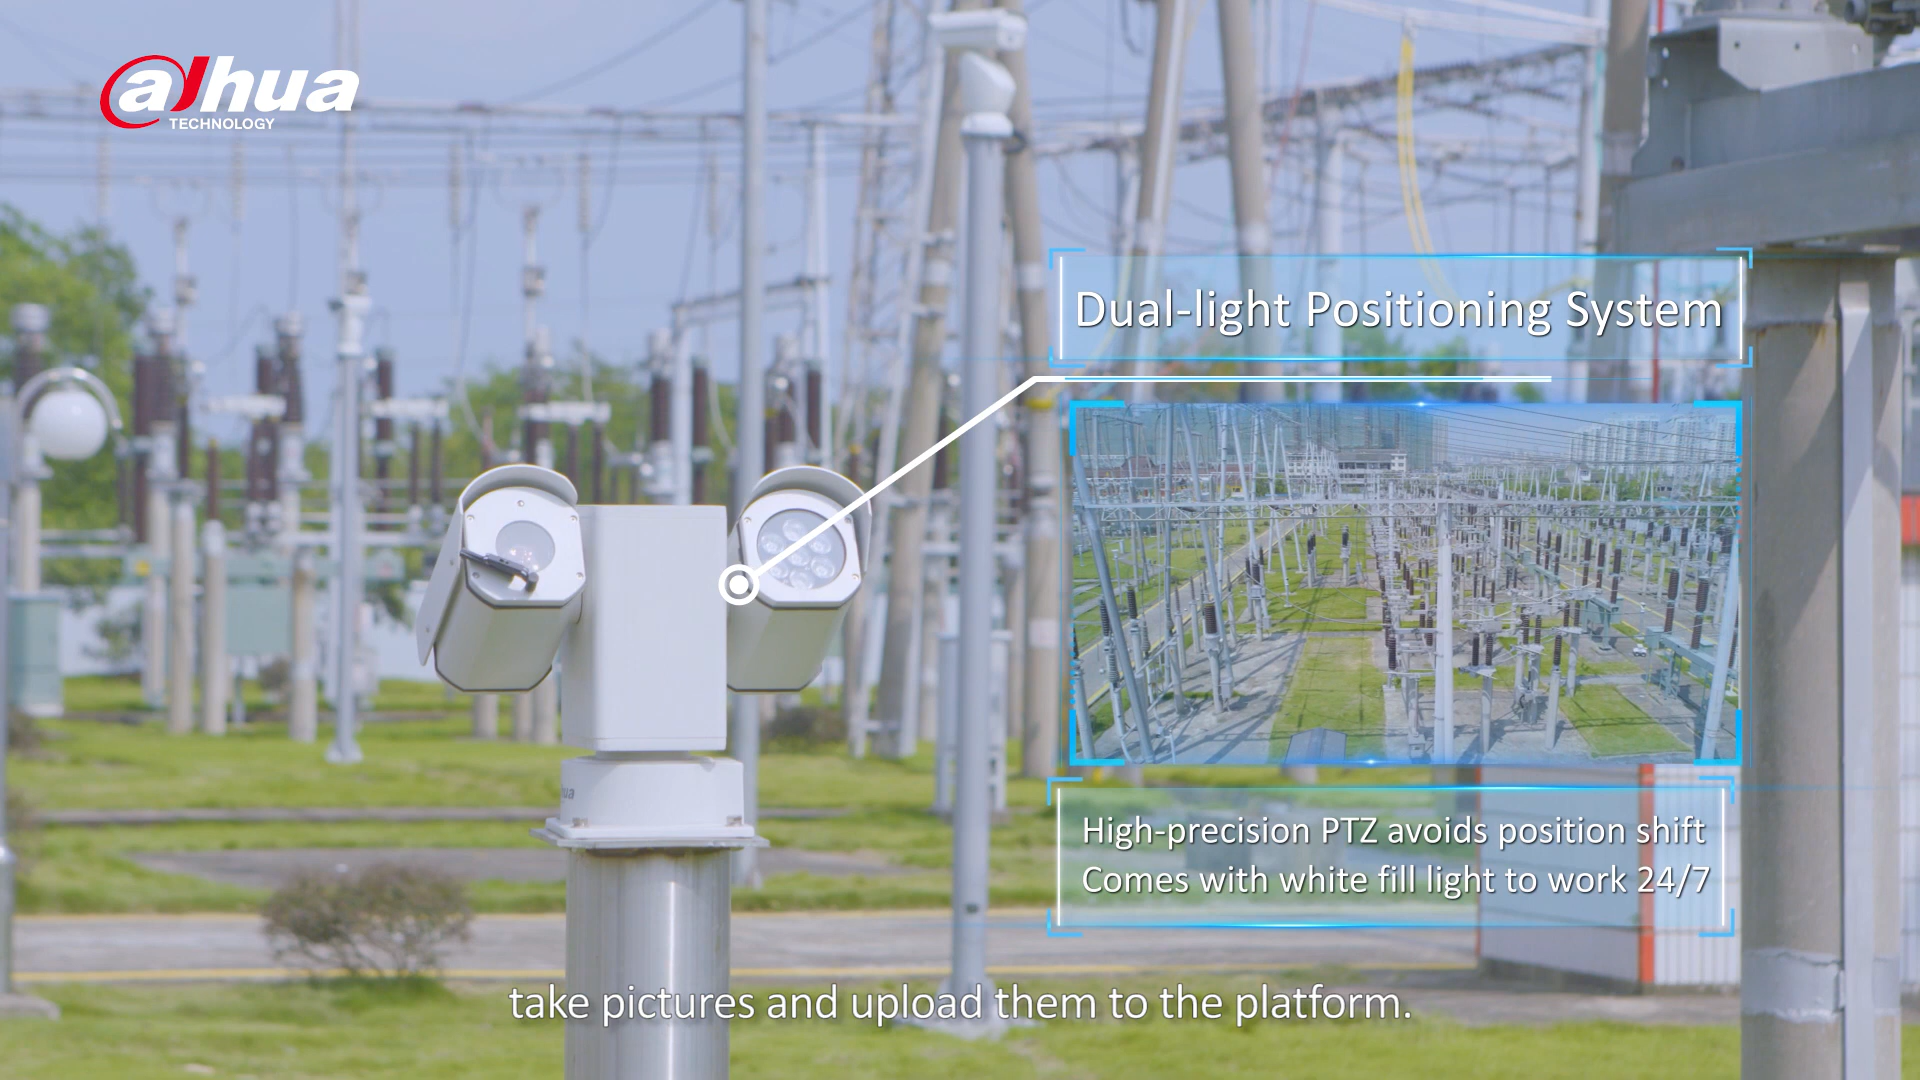 alhua
TECHNOLOGY
Dual-light Positioning System
High-precision PTZ avoids position shift
Comes with white fill light to work 24/7
hua
take pictures and upload them to the platform.